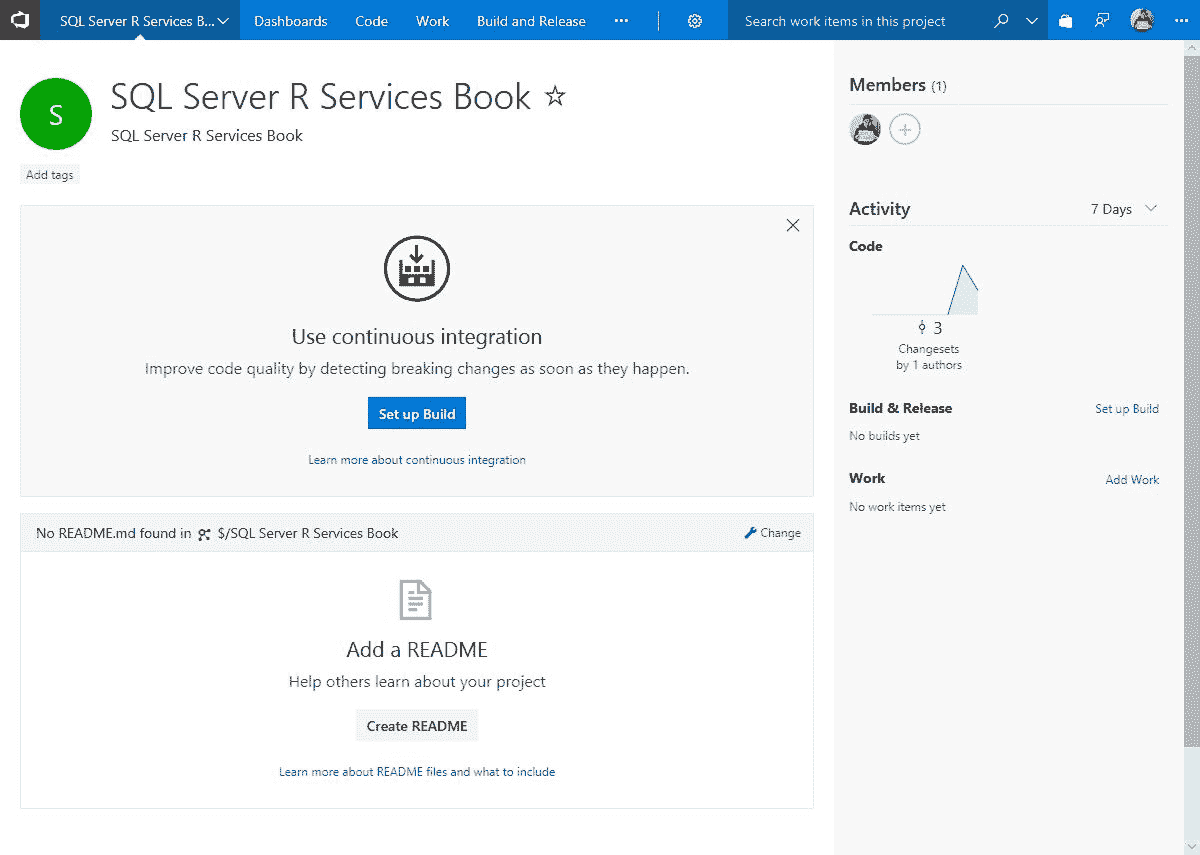 SQL Server R Services B...
Dashboards
Code
Work
Build and Release
...
Search work items in this project
...
S
SQL Server R Services Book
SQL Server R Services Book
Add tags
Use continuous integration
Improve code quality by detecting breaking changes as soon as they happen.
Set up Build
Learn more about continuous integration
No README.md found in $/SQL Server R Services Book
Change
Add a README
Help others learn about your project
Create README
Learn more about README files and what to include
Members (1)
Activity
7 Days
Code
3
Changesets
by 1 authors
Build & Release
Set up Build
No builds yet
Work
Add Work
No work items yet